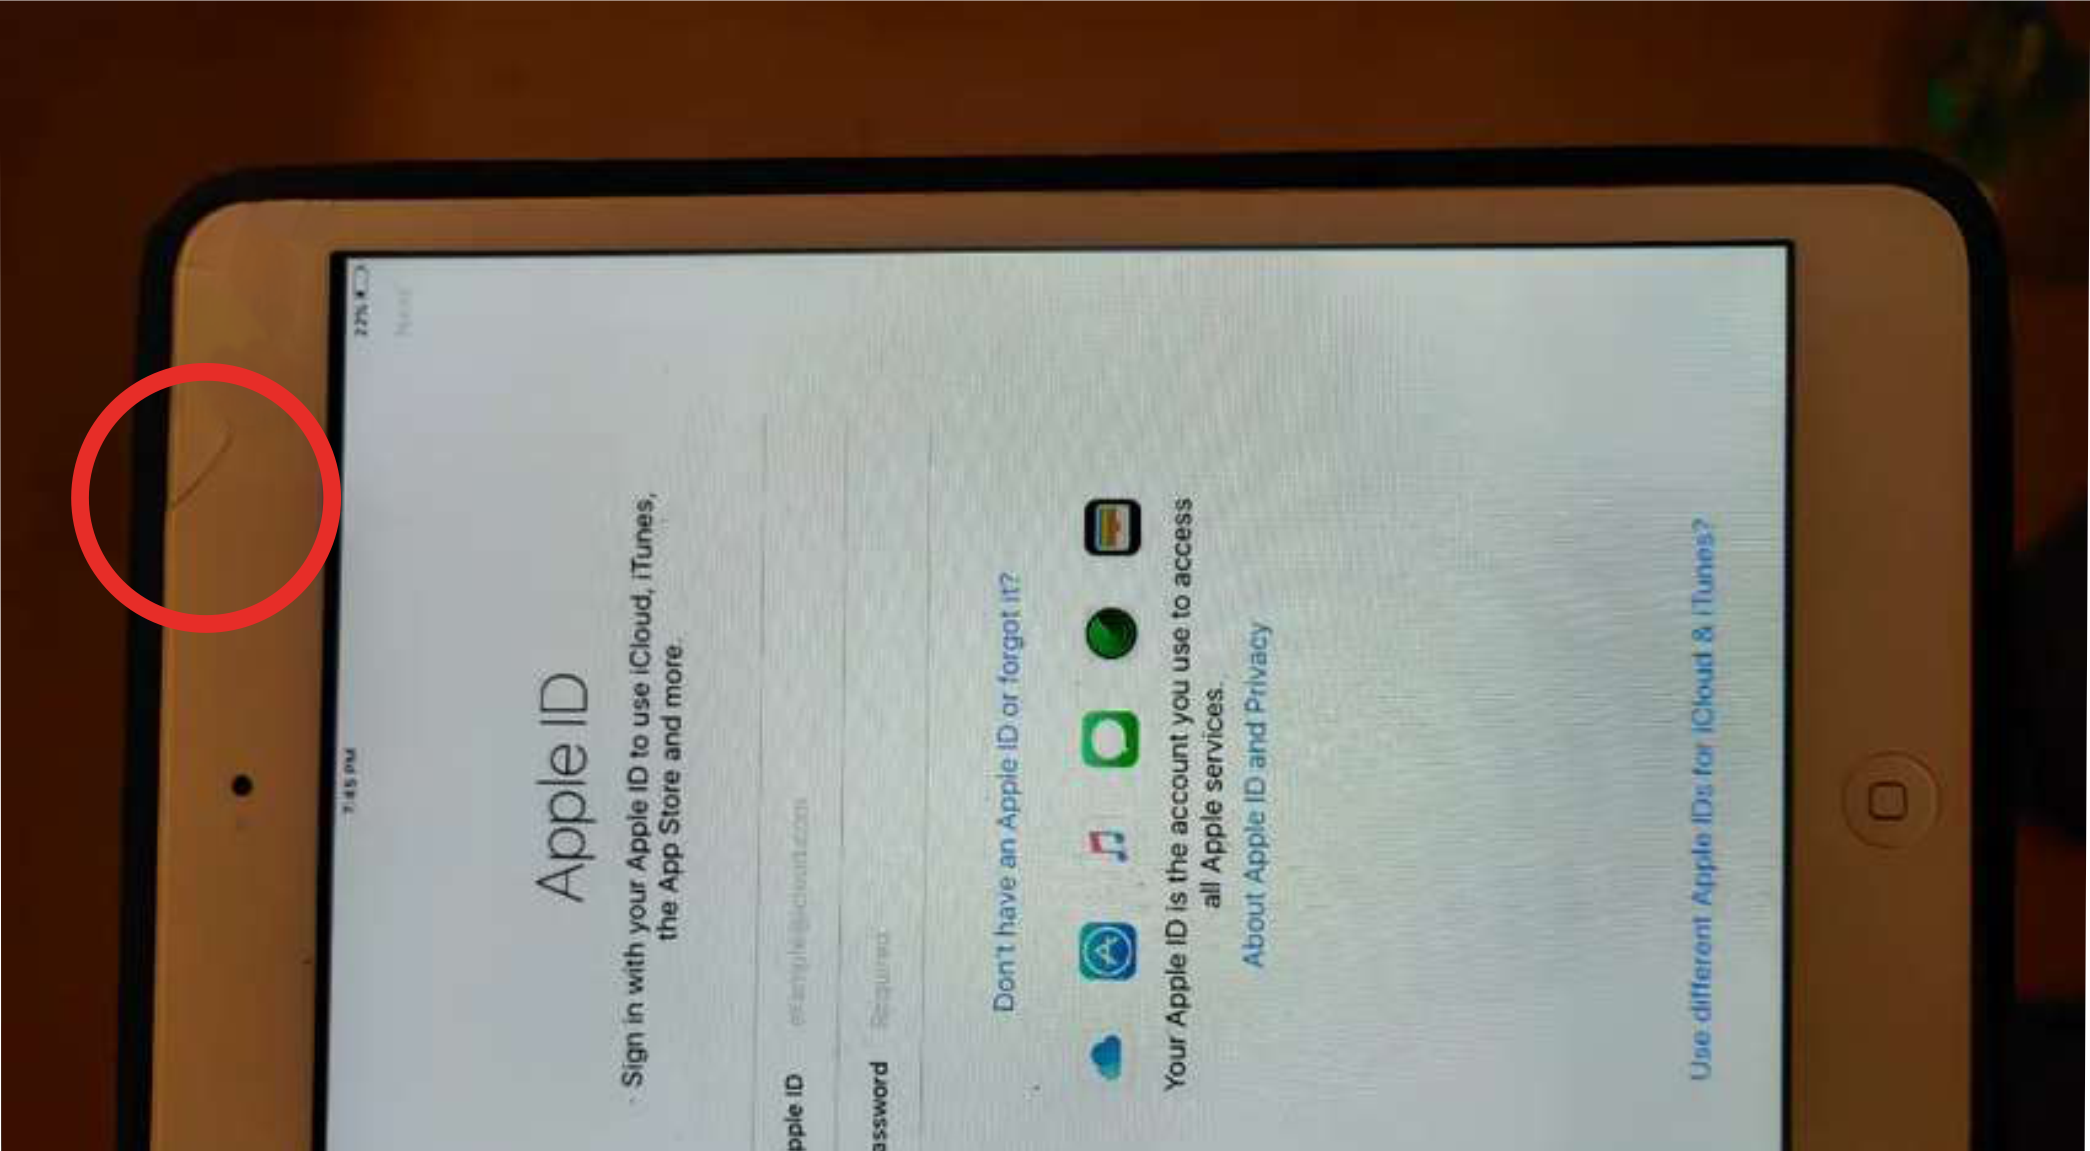 7:45 PM
22%
Next
Apple ID
Sign in with your Apple ID to use iCloud, iTunes,
the App Store and more.
pple ID example@icloud.com
assword Required
Don't have an Apple ID or forgot it?
Your Apple ID is the account you use to access
all Apple services.
About Apple ID and Privacy
Use different Apple IDs for iCloud & iTunes?